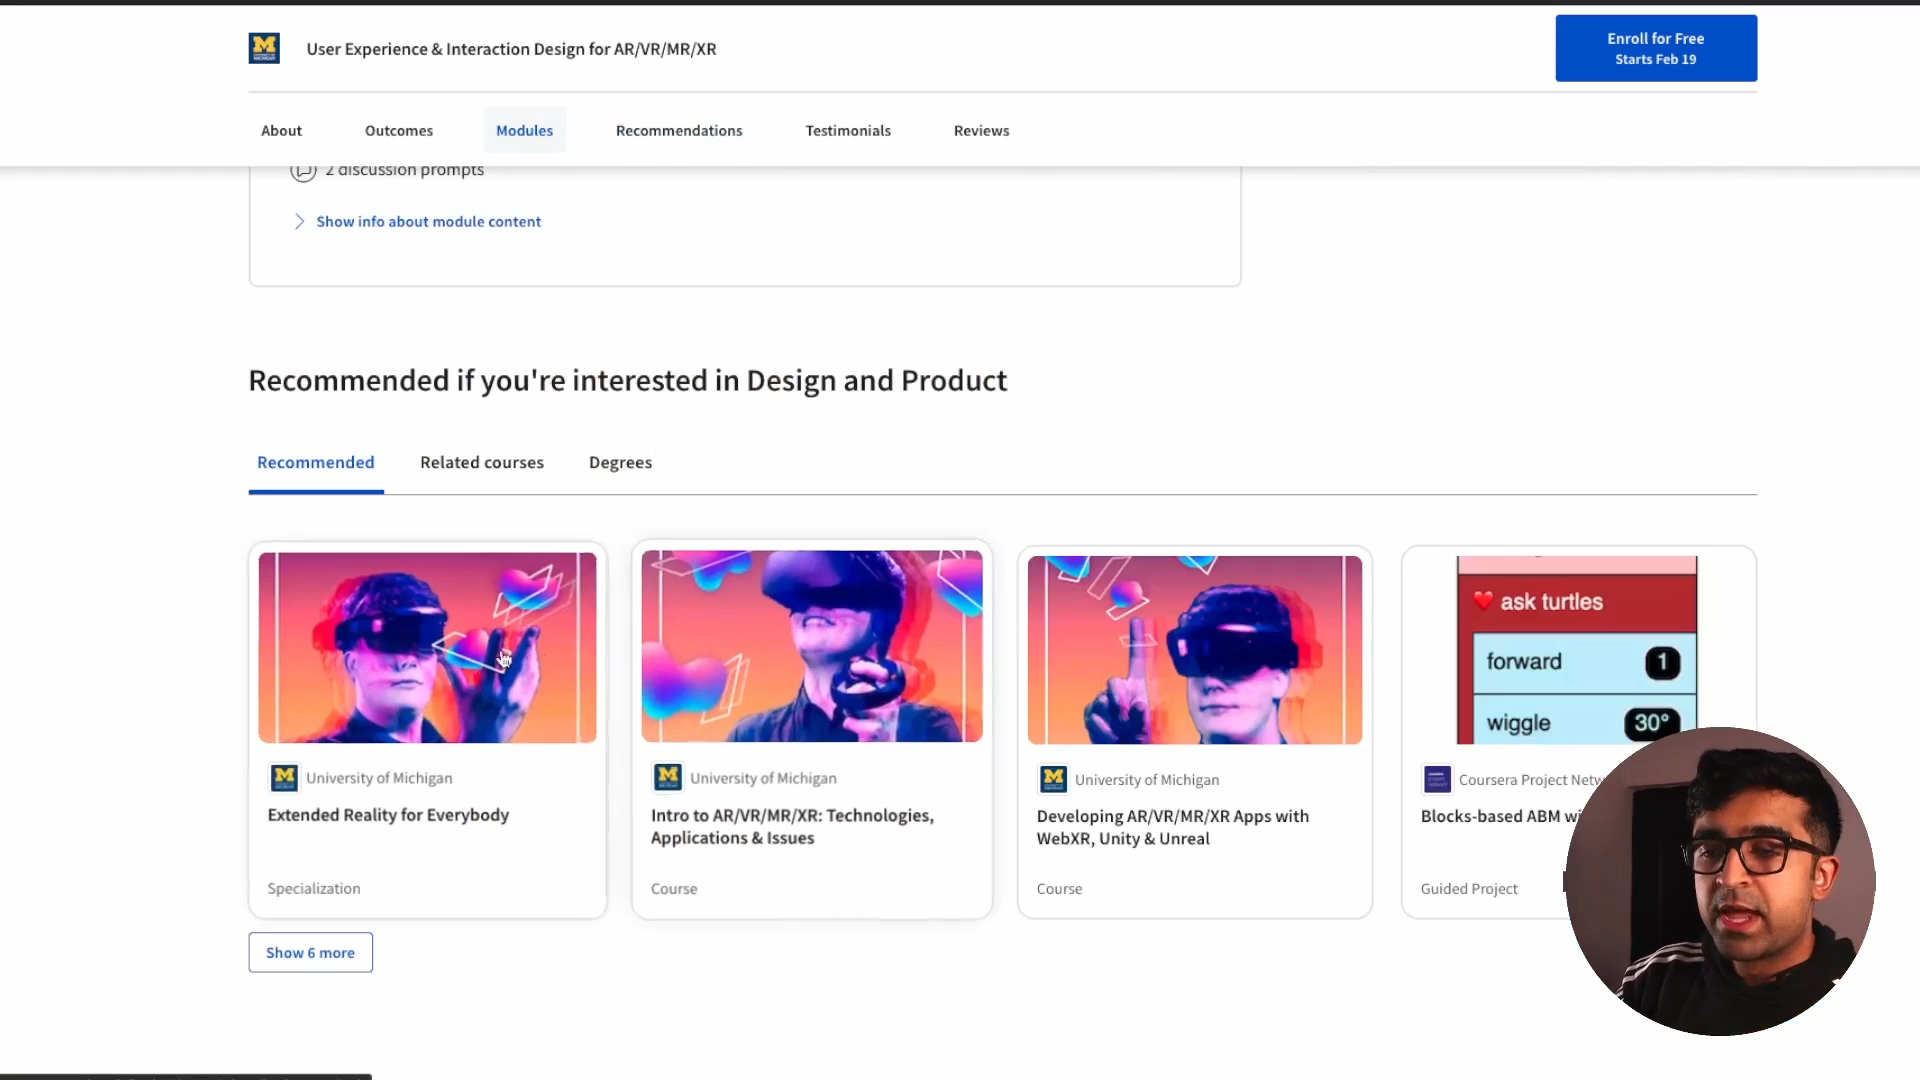 User Experience & Interaction Design for AR/VR/MR/XR
Enroll for Free
Starts Feb 19
About
Outcomes
Modules
Recommendations
Testimonials
Reviews
2 discussion prompts
Show info about module content
Recommended if you're interested in Design and Product
Recommended
Related courses
Degrees
ask turtles
forward 1
wiggle 30°
University of Michigan
Extended Reality for Everybody
Specialization
University of Michigan
Intro to AR/VR/MR/XR: Technologies,
Applications & Issues
Course
University of Michigan
Developing AR/VR/MR/XR Apps with
WebXR, Unity & Unreal
Course
Coursera Project
Blocks-based ABM
Guided Project
Show 6 more